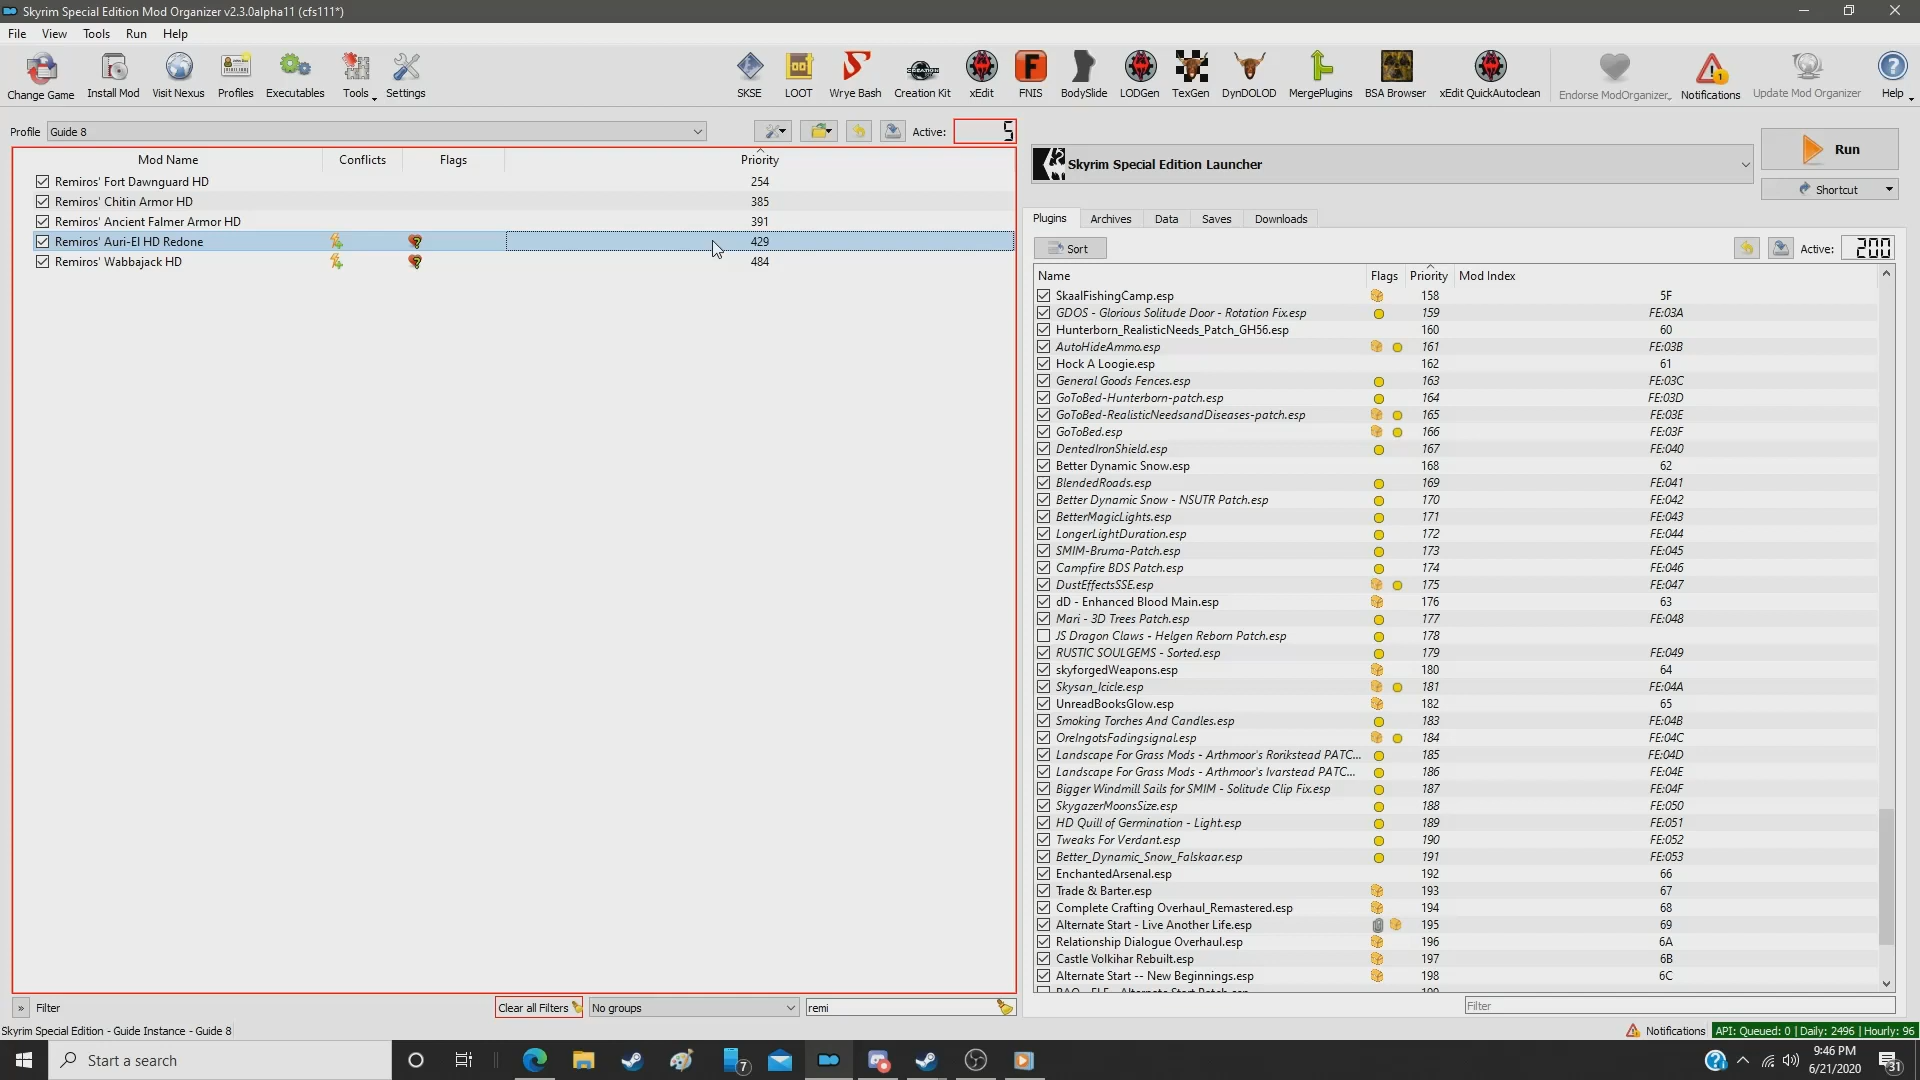 Skyrim Special Edition Mod Organizer v2.3.0alpha11 (cfs111*)
File View Tools Run Help
Change Game Install Mod Visit Nexus Profiles Executables Tools Settings SKSE LOOT Wrye Bash Creation Kit xEdit FNIS BodySlide LODGen TexGen DynDOLOD MergePlugins BSA Browser xEdit QuickAutoclean Endorse ModOrganizer Notifications Update Mod Organizer Help
Profile Guide 8 Active: 5
Mod Name Conflicts Flags Priority
Remiros' Fort Dawnguard HD 254
Remiros' Chitin Armor HD 385
Remiros' Ancient Falmer Armor HD 391
Remiros' Auri-El HD Redone 429
Remiros' Wabbajack HD 484
Skyrim Special Edition Launcher
Run
Shortcut
Plugins Archives Data Saves Downloads
Sort Active: 200
Name Flags Priority Mod Index
SkaalFishingCamp.esp 158 5F
GDOS - Glorious Solitude Door - Rotation Fix.esp 159 FE:03A
Hunterborn_RealisticNeeds_Patch_GH56.esp 160 60
AutoHideAmmo.esp 161 FE:03B
Hock A Loogie.esp 162 61
General Goods Fences.esp 163 FE:03C
GoToBed-Hunterborn-patch.esp 164 FE:03D
GoToBed-RealisticNeedsandDiseases-patch.esp 165 FE:03E
GoToBed.esp 166 FE:03F
DentedIronShield.esp 167 FE:040
Better Dynamic Snow.esp 168 62
BlendedRoads.esp 169 FE:041
Better Dynamic Snow - NSUTR Patch.esp 170 FE:042
BetterMagicLights.esp 171 FE:043
LongerLightDuration.esp 172 FE:044
SMIM-Bruma-Patch.esp 173 FE:045
Campfire BDS Patch.esp 174 FE:046
DustEffectsSSE.esp 175 FE:047
dD - Enhanced Blood Main.esp 176 63
Mari - 3D Trees Patch.esp 177 FE:048
JS Dragon Claws - Helgen Reborn Patch.esp 178
RUSTIC SOULGEMS - Sorted.esp 179 FE:049
skyforgedWeapons.esp 180 64
Skysan_Icicle.esp 181 FE:04A
UnreadBooksGlow.esp 182 65
Smoking Torches And Candles.esp 183 FE:04B
OreIngotsFadingsignal.esp 184 FE:04C
Landscape For Grass Mods - Arthmoor's Rorikstead PATC... 185 FE:04D
Landscape For Grass Mods - Arthmoor's Ivarstead PATC... 186 FE:04E
Bigger Windmill Sails for SMIM - Solitude Clip Fix.esp 187 FE:04F
SkygazerMoonsSize.esp 188 FE:050
HD Quill of Germination - Light.esp 189 FE:051
Tweaks For Verdant.esp 190 FE:052
Better_Dynamic_Snow_Falskaar.esp 191 FE:053
EnchantedArsenal.esp 192 66
Trade & Barter.esp 193 67
Complete Crafting Overhaul_Remastered.esp 194 68
Alternate Start - Live Another Life.esp 195 69
Relationship Dialogue Overhaul.esp 196 6A
Castle Volkihar Rebuilt.esp 197 6B
Alternate Start -- New Beginnings.esp 198 6C
» Filter Clear all Filters No groups remi Filter
Skyrim Special Edition - Guide Instance - Guide 8 Notifications API: Queued: 0 | Daily: 2496 | Hourly: 96
Start a search 7 9:46 PM
6/21/2020 31